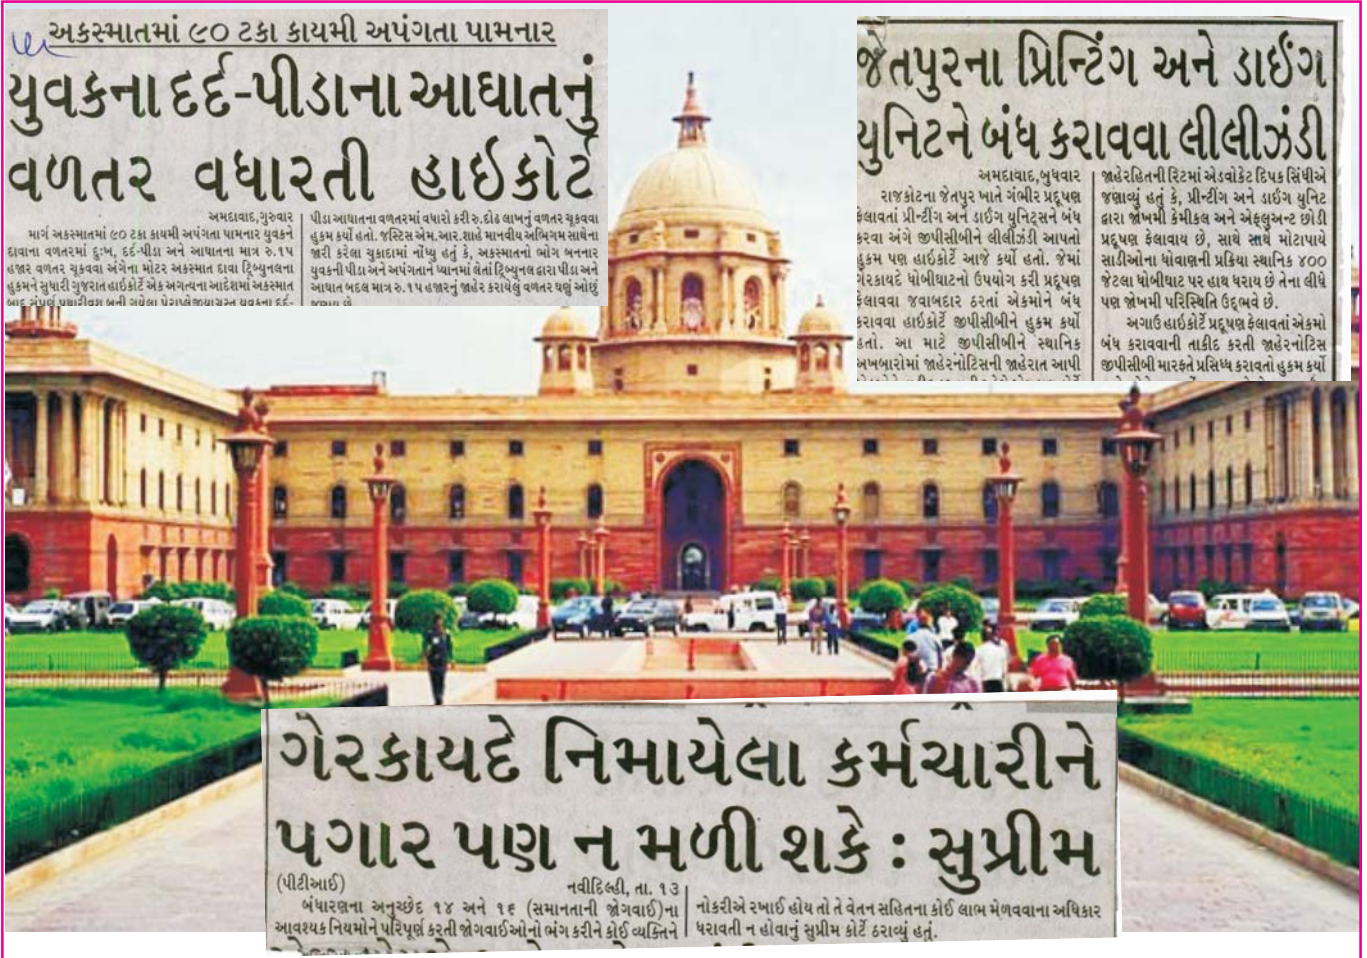 અકસ્માતમાં ૯૦ ટકા કાયમી અપંગતા પામનાર
યુવકના દર્દ-પીડાના આઘાતનું
વળતર વધારતી હાઇકોર્ટ
અમદાવાદ,ગુરુવાર
માર્ગ અકસ્માતમાં ૯૦ ટકા કાયમી અપંગતા પામનાર યુવકને
દાવાના વળતરમાં દુઃખ, દર્દ-પીડા અને આઘાતના માત્ર રુ.૧૫
હજાર વળતર ચૂકવવા અંગેના મોટર અકસ્માત દાવા ટ્રિબ્યુનલના
હુકમને સુધારી ગુજરાત હાઈકોર્ટે એક અગત્યના આદેશમાં અકસ્માત
બાદ સંપૂર્ણ પથારીવશ બની ગયેલા પેરાપ્લેજીયાગ્રસ્ત યુવકના દર્દ-
પીડા આઘાતના વળતરમાં વધારો કરી રુ.દોઢ લાખનું વળતર ચૂકવવા
હુકમ કર્યો હતો. જસ્ટિસ એમ.આર.શાહે માનવીય અભિગમ સાથેના
જારી કરેલા ચુકાદામાં નોંધ્યુ હતું કે, અકસ્માતનો ભોગ બનનાર
યુવકની પીડા અને અપંગતાને ધ્યાનમાં લેતાં ટ્રિબ્યુનલ દ્વારા પીડા અને
આઘાત બદલ માત્ર રુ.૧૫ હજારનું જાહેર કરાયેલું વળતર ઘણું ઓછું
જણાય છે.
જેતપુરના પ્રિન્ટિંગ અને ડાઈંગ
યુનિટને બંધ કરાવવા લીલીઝંડી
અમદાવાદ,બુધવાર
રાજકોટના જેતપુર ખાતે ગંભીર પ્રદૂષણ
ફેલાવતાં પ્રીન્ટીંગ અને ડાઈંગ યુનિટ્સને બંધ
કરવા અંગે જીપીસીબીને લીલીઝંડી આપતો
હુકમ પણ હાઈકોર્ટે આજે કર્યો હતો. જેમાં
ગેરકાયદે ધોબીઘાટનો ઉપયોગ કરી પ્રદૂષણ
ફેલાવવા જવાબદાર ઠરતાં એકમોને બંધ
કરાવવા હાઈકોર્ટે જીપીસીબીને હુકમ કર્યો
હતો. આ માટે જીપીસીબીને સ્થાનિક
અખબારોમાં જાહેરનોટિસની જાહેરાત આપી
જાહેરહિતની રિટમાં એડવોકેટ દિપક સિંધીએ
જણાવ્યું હતું કે, પ્રીન્ટીંગ અને ડાઈંગ યુનિટ
દ્વારા જોખમી કેમીકલ અને એફલુઅન્ટ છોડી
પ્રદૂષણ ફેલાવાય છે, સાથે સાથે મોટાપાયે
સાડીઓના ધોવાણની પ્રક્રિયા સ્થાનિક ૪૦૦
જેટલા ધોબીઘાટ પર હાથ ધરાય છે તેના લીધે
પણ જોખમી પરિસ્થિતિ ઉદ્દભવે છે.
અગાઉ હાઈકોર્ટે પ્રદૂષણ ફેલાવતાં એકમો
બંધ કરાવવાની તાકીદ કરતી જાહેરનોટિસ
જીપીસીબી મારફતે પ્રસિધ્ધ કરાવતો હુકમ કર્યો
ગેરકાયદે નિમાયેલા કર્મચારીને
પગાર પણ ન મળી શકે : સુપ્રીમ
(પીટીઆઈ) નવીદિલ્હી, તા. ૧૩
બંધારણના અનુચ્છેદ ૧૪ અને ૧૬ (સમાનતાની જોગવાઈ)ના
આવશ્યક નિયમોને પરિપૂર્ણ કરતી જોગવાઈઓનો ભંગ કરીને કોઈ વ્યક્તિને
નોકરીએ રખાઈ હોય તો તે વેતન સહિતના કોઈ લાભ મેળવવાના અધિકાર
ધરાવતી ન હોવાનું સુપ્રીમ કોર્ટે ઠરાવ્યું હતું.